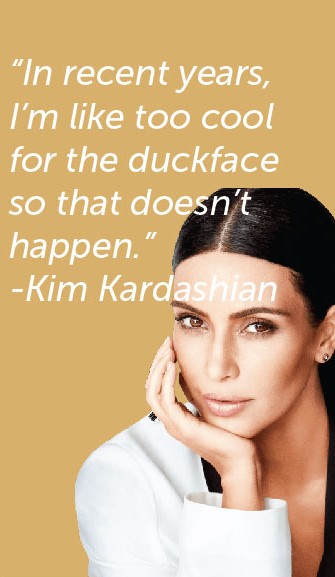 “In recent years,
I’m like too cool
for the duckface
so that doesn’t
happen.”
-Kim Kardashian